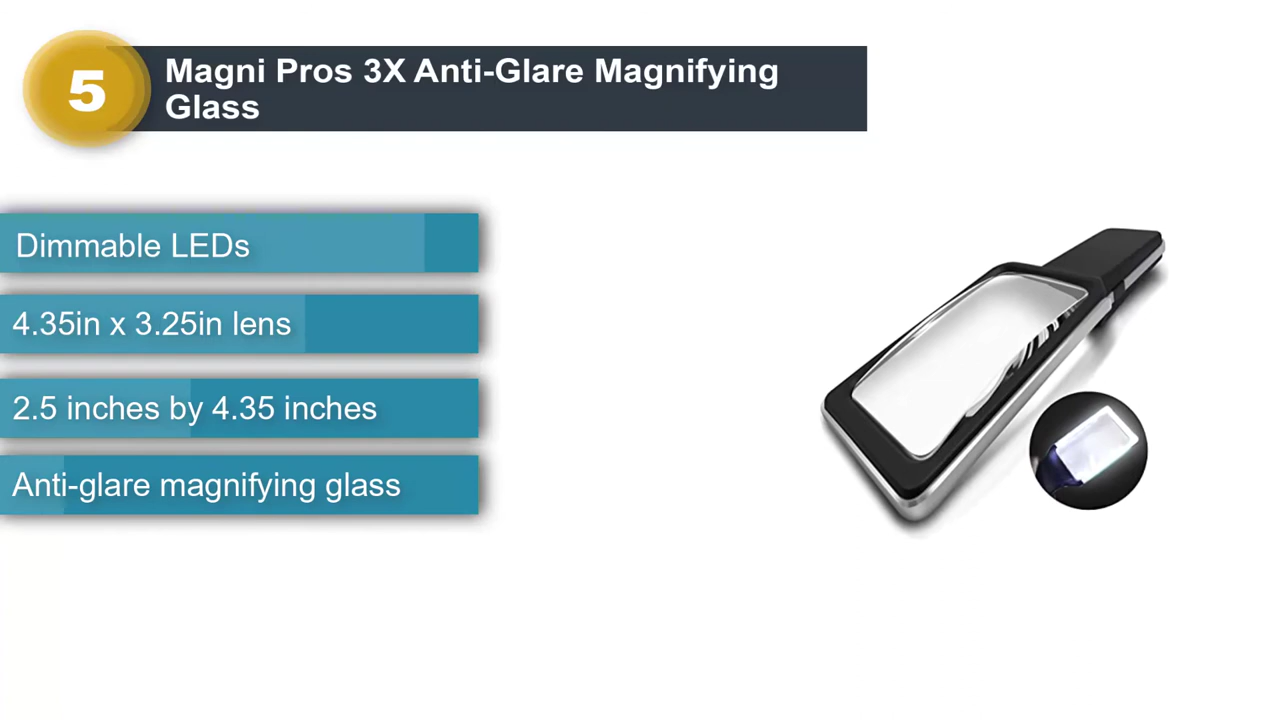 5
Magni Pros 3X Anti-Glare Magnifying
Glass
Dimmable LEDs
4.35in x 3.25in lens
2.5 inches by 4.35 inches
Anti-glare magnifying glass